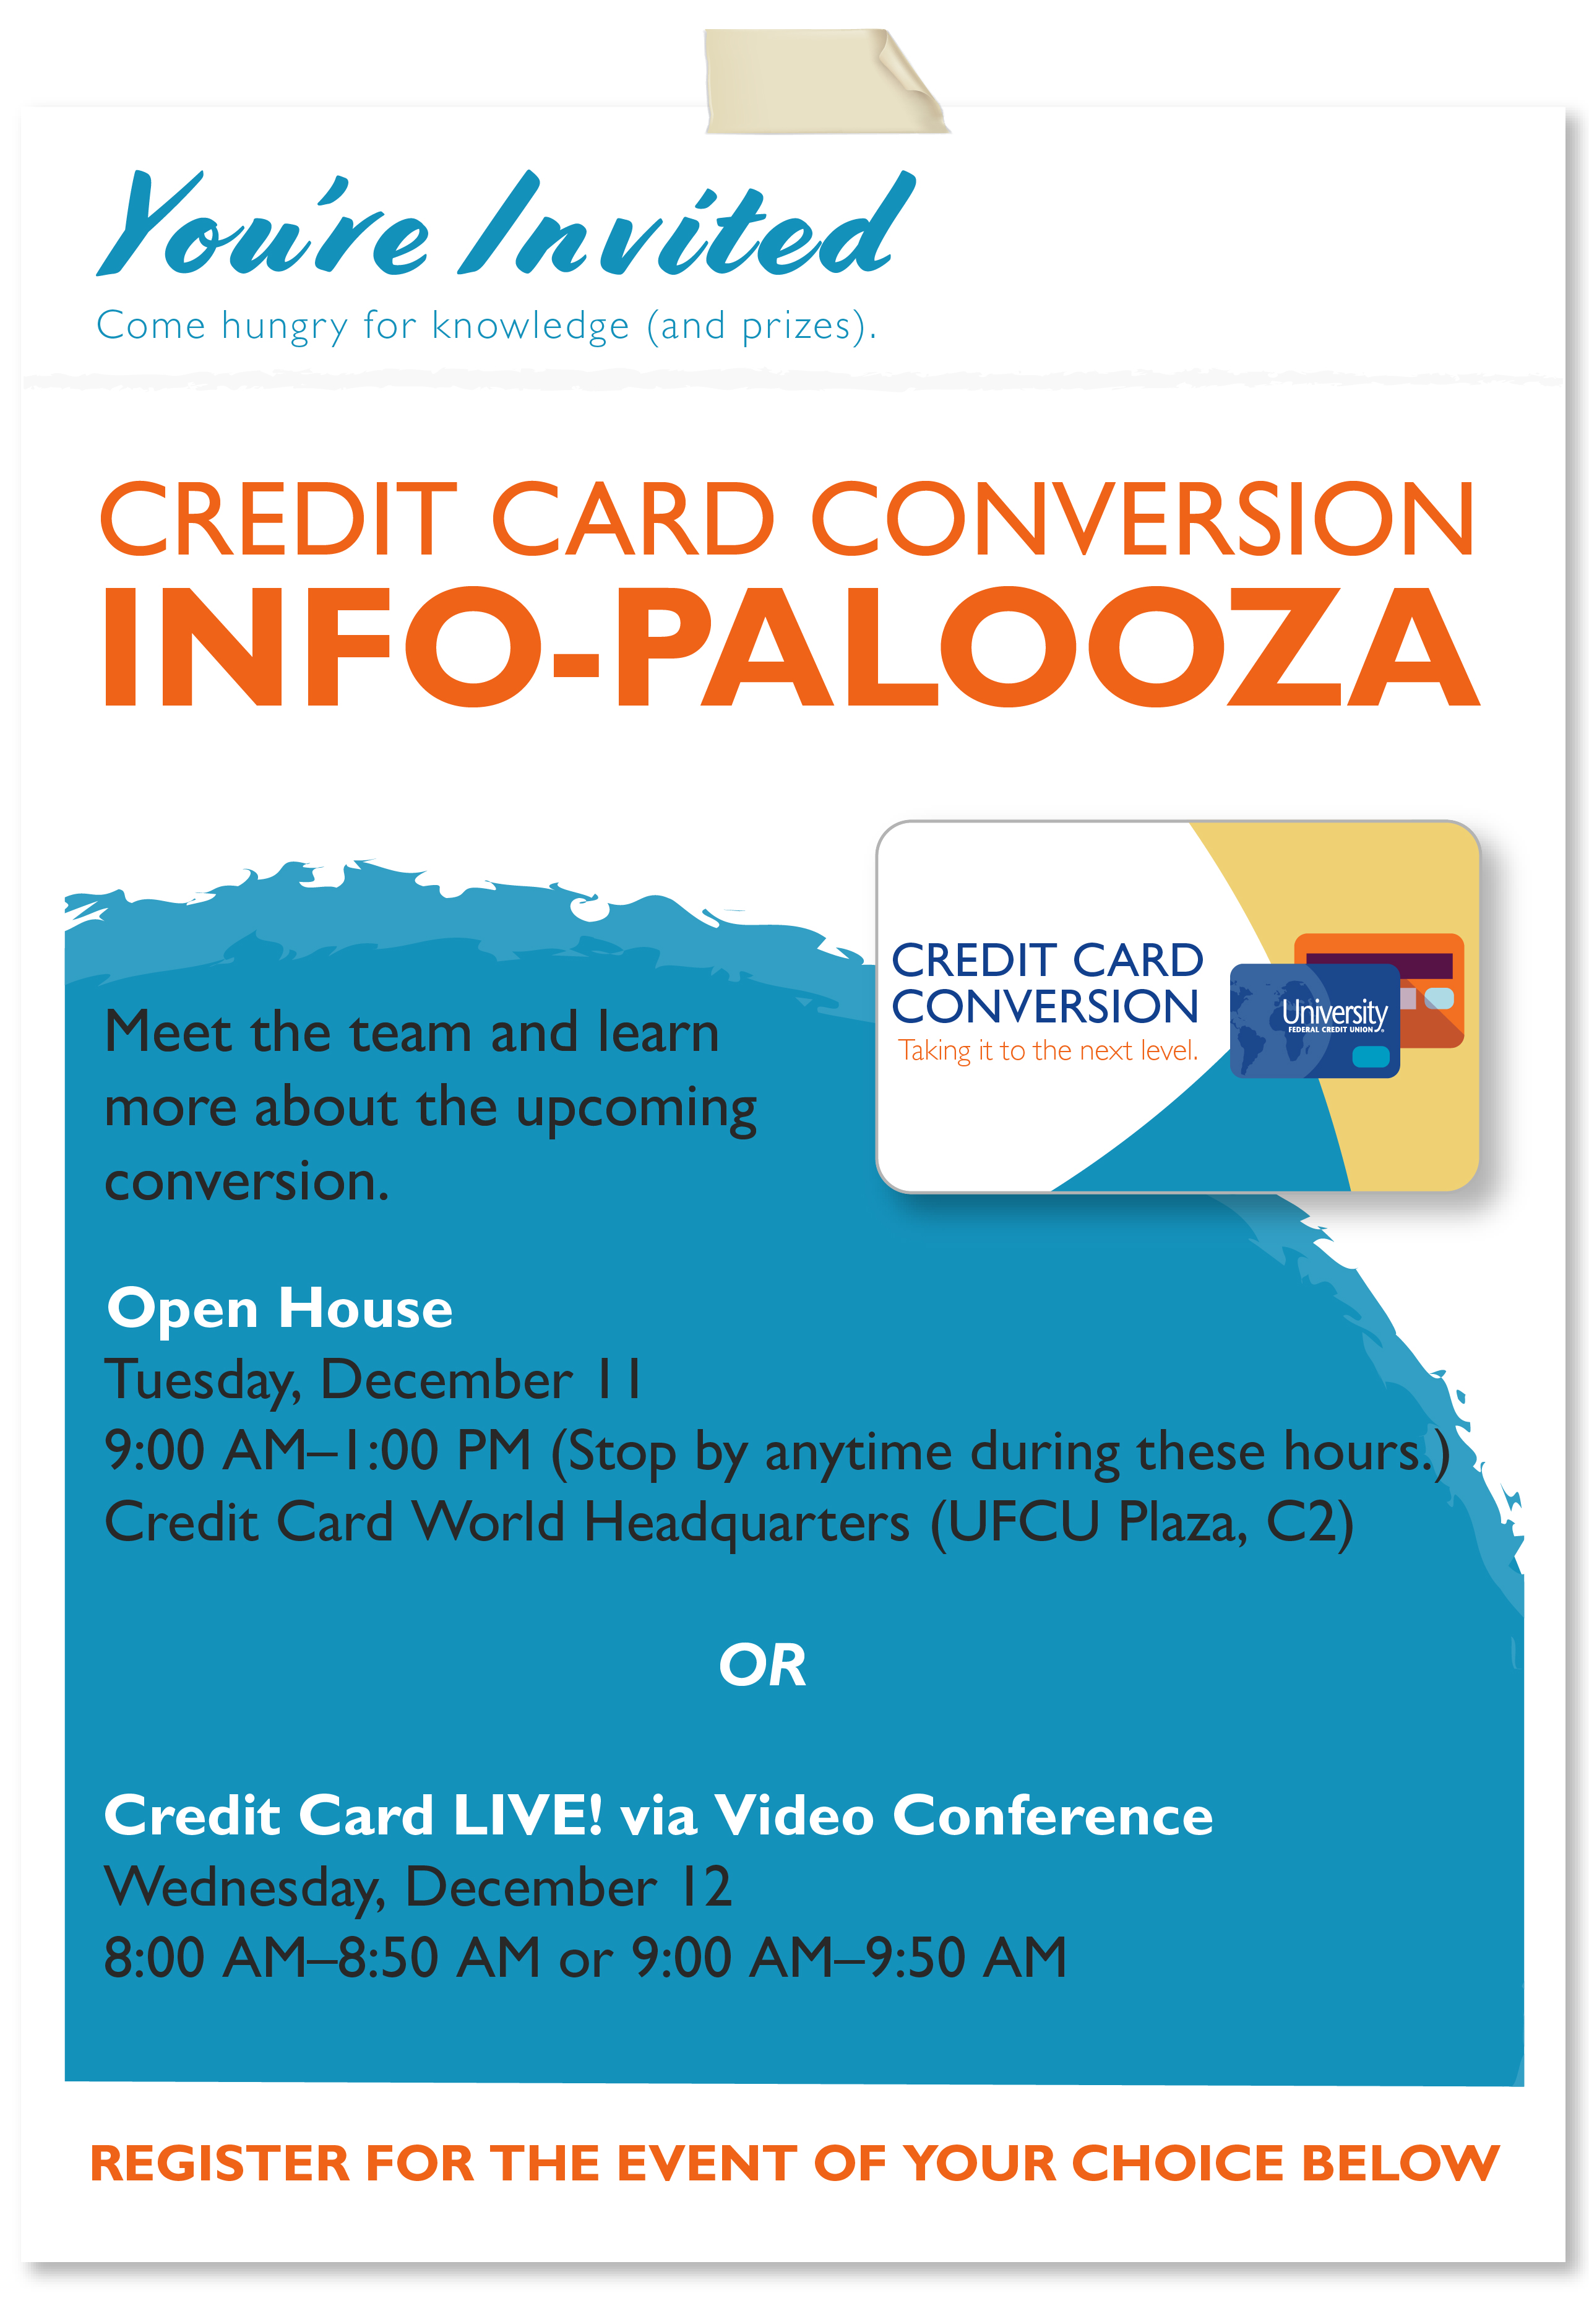 You're Invited
Come hungry for knowledge (and prizes).
CREDIT CARD CONVERSION
INFO-PALOOZA
CREDIT CARD
CONVERSION
Taking it to the next level.
University
FEDERAL CREDIT UNION®
Meet the team and learn
more about the upcoming
conversion.
Open House
Tuesday, December 11
9:00 AM–1:00 PM (Stop by anytime during these hours.)
Credit Card World Headquarters (UFCU Plaza, C2)
OR
Credit Card LIVE! via Video Conference
Wednesday, December 12
8:00 AM–8:50 AM or 9:00 AM–9:50 AM
REGISTER FOR THE EVENT OF YOUR CHOICE BELOW